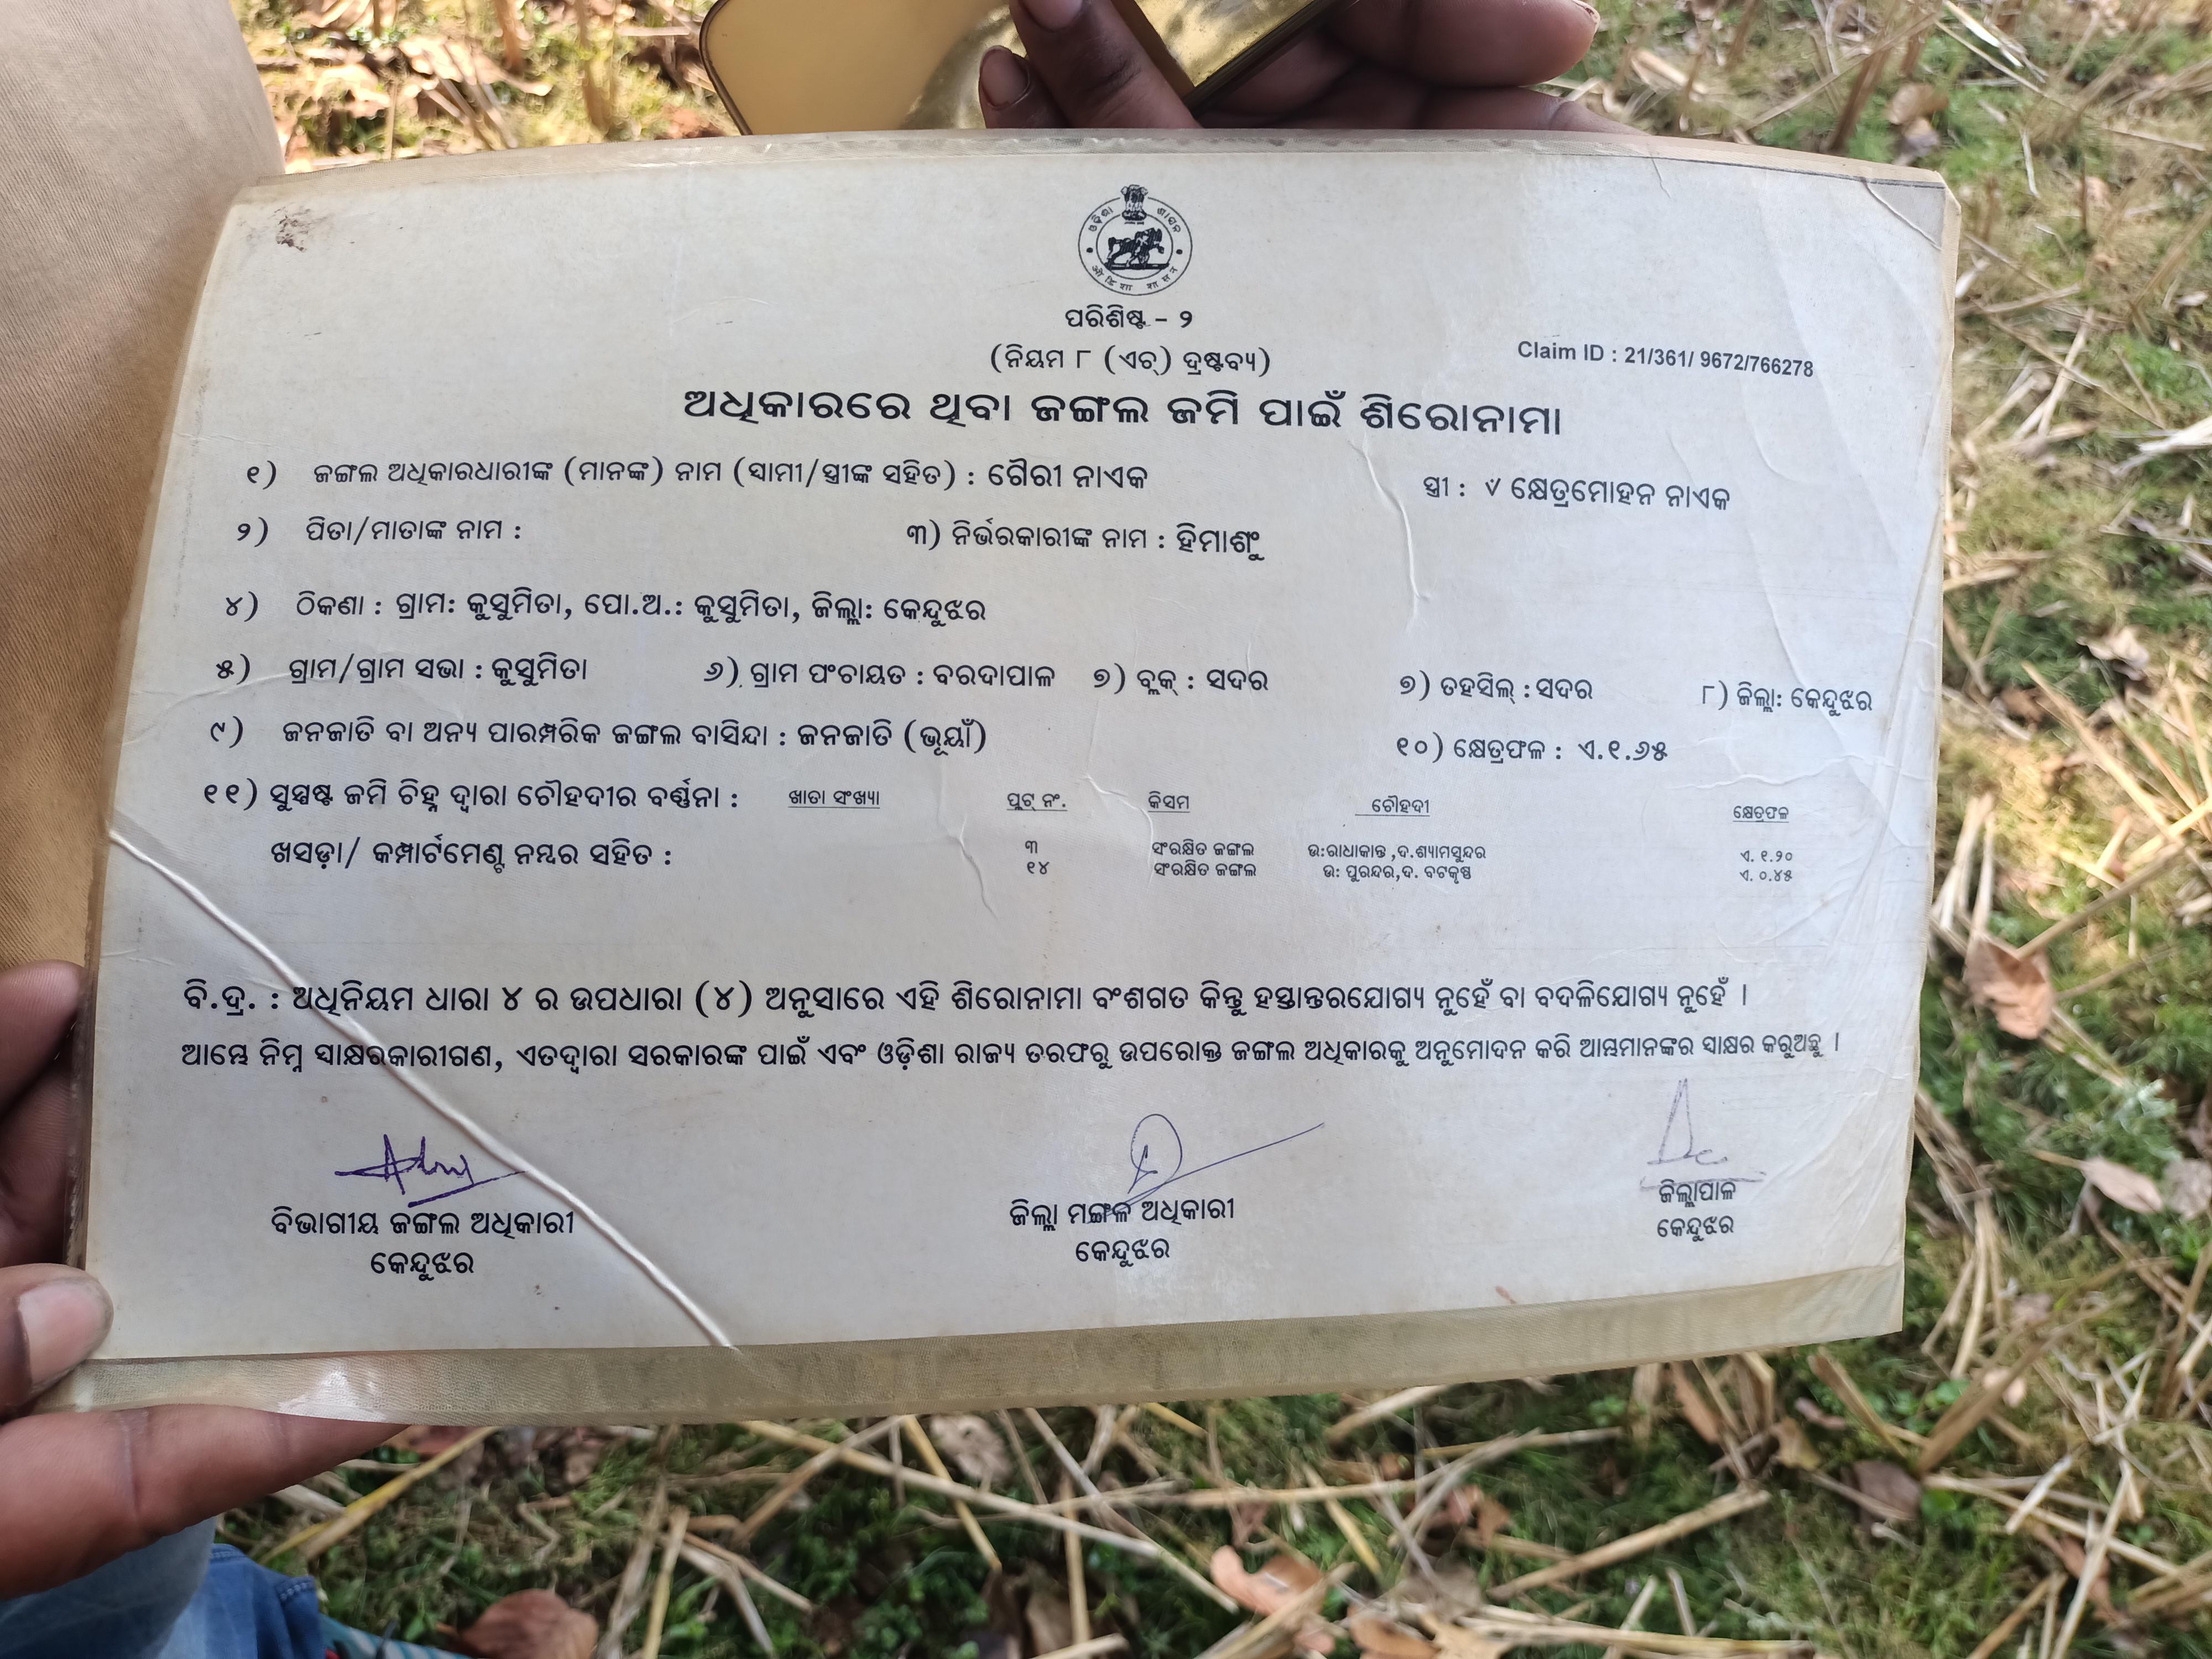 ଓଡ଼ିଶା ଶାସନ
ओडिशा शासन
ପରିଶିଷ୍ଟ - ୨
(ନିୟମ ୮ (ଏଚ୍) ଦ୍ରଷ୍ଟବ୍ୟ)
Claim ID : 21/361/ 9672/766278
ଅଧିକାରରେ ଥିବା ଜଙ୍ଗଲ ଜମି ପାଇଁ ଶିରୋନାମା
୧) ଜଙ୍ଗଲ ଅଧିକାରଧାରୀଙ୍କ (ମାନଙ୍କ) ନାମ (ସ୍ୱାମୀ/ସ୍ତ୍ରୀଙ୍କ ସହିତ) : ଗୈରୀ ନାଏକ ସ୍ତ୍ରୀ : ୰ କ୍ଷେତ୍ରମୋହନ ନାଏକ
୨) ପିତା/ମାତାଙ୍କ ନାମ : ୩) ନିର୍ଭରକାରୀଙ୍କ ନାମ : ହିମାଶୁଂ
୪) ଠିକଣା : ଗ୍ରାମ: କୁସୁମିତା, ପୋ.ଅ.: କୁସୁମିତା, ଜିଲ୍ଲା: କେନ୍ଦୁଝର
୫) ଗ୍ରାମ/ଗ୍ରାମ ସଭା : କୁସୁମିତା ୬) ଗ୍ରାମ ପଂଚାୟତ : ବରଦାପାଳ ୭) ବ୍ଲକ୍ : ସଦର ୭) ତହସିଲ୍ : ସଦର ୮) ଜିଲ୍ଲା: କେନ୍ଦୁଝର
୯) ଜନଜାତି ବା ଅନ୍ୟ ପାରମ୍ପରିକ ଜଙ୍ଗଲ ବାସିନ୍ଦା : ଜନଜାତି (ଭୂୟାଁ) ୧୦) କ୍ଷେତ୍ରଫଳ : ଏ.୧.୬୫
୧୧) ସୁସ୍ପଷ୍ଟ ଜମି ଚିହ୍ନ ଦ୍ୱାରା ଚୌହଦୀର ବର୍ଣ୍ଣନା : ଖାତା ସଂଖ୍ୟା ପ୍ଲଟ୍ ନଂ. କିସମ ଚୌହଦୀ କ୍ଷେତ୍ରଫଳ
ଖସଡ଼ା/ କମ୍ପାର୍ଟମେଣ୍ଟ ନମ୍ବର ସହିତ : ୩ ସଂରକ୍ଷିତ ଜଙ୍ଗଲ ଉ:ରାଧାକାନ୍ତ ,ଦ.ଶ୍ୟାମସୁନ୍ଦର ଏ. ୧.୨୦
୧୪ ସଂରକ୍ଷିତ ଜଙ୍ଗଲ ଉ: ପୁରନ୍ଦର,ଦ. ବଟକୃଷ୍ଣ ଏ. ୦.୪୫
ବି.ଦ୍ର. : ଅଧିନିୟମ ଧାରା ୪ ର ଉପଧାରା (୪) ଅନୁସାରେ ଏହି ଶିରୋନାମା ବଂଶଗତ କିନ୍ତୁ ହସ୍ତାନ୍ତରଯୋଗ୍ୟ ନୁହେଁ ବା ବଦଳିଯୋଗ୍ୟ ନୁହେଁ ।
ଆମ୍ଭେ ନିମ୍ନ ସାକ୍ଷରକାରୀଗଣ, ଏତଦ୍ୱାରା ସରକାରଙ୍କ ପାଇଁ ଏବଂ ଓଡ଼ିଶା ରାଜ୍ୟ ତରଫରୁ ଉପରୋକ୍ତ ଜଙ୍ଗଲ ଅଧିକାରକୁ ଅନୁମୋଦନ କରି ଆମ୍ଭମାନଙ୍କର ସାକ୍ଷର କରୁଅଛୁ ।
ବିଭାଗୀୟ ଜଙ୍ଗଲ ଅଧିକାରୀ ଜିଲ୍ଲା ମଙ୍ଗଳ ଅଧିକାରୀ ଜିଲ୍ଲାପାଳ
କେନ୍ଦୁଝର କେନ୍ଦୁଝର କେନ୍ଦୁଝର